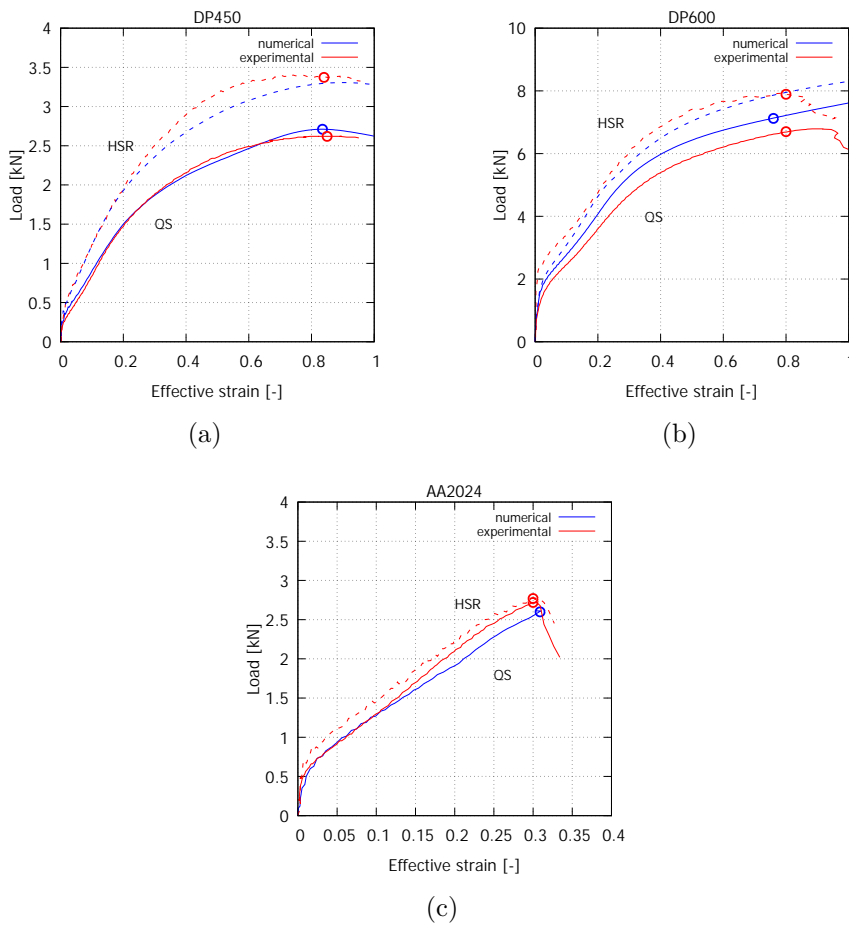 DP450
4
3.5
3
2.5
2
1.5
1
0.5
0
0 0.2 0.4 0.6 0.8 1
Load [kN]
Effective strain [-]
numerical
experimental
HSR
QS
(a)
DP600
10
8
6
4
2
0
0 0.2 0.4 0.6 0.8 1
Load [kN]
Effective strain [-]
numerical
experimental
HSR
QS
(b)
AA2024
4
3.5
3
2.5
2
1.5
1
0.5
0
0 0.05 0.1 0.15 0.2 0.25 0.3 0.35 0.4
Load [kN]
Effective strain [-]
numerical
experimental
HSR
QS
(c)